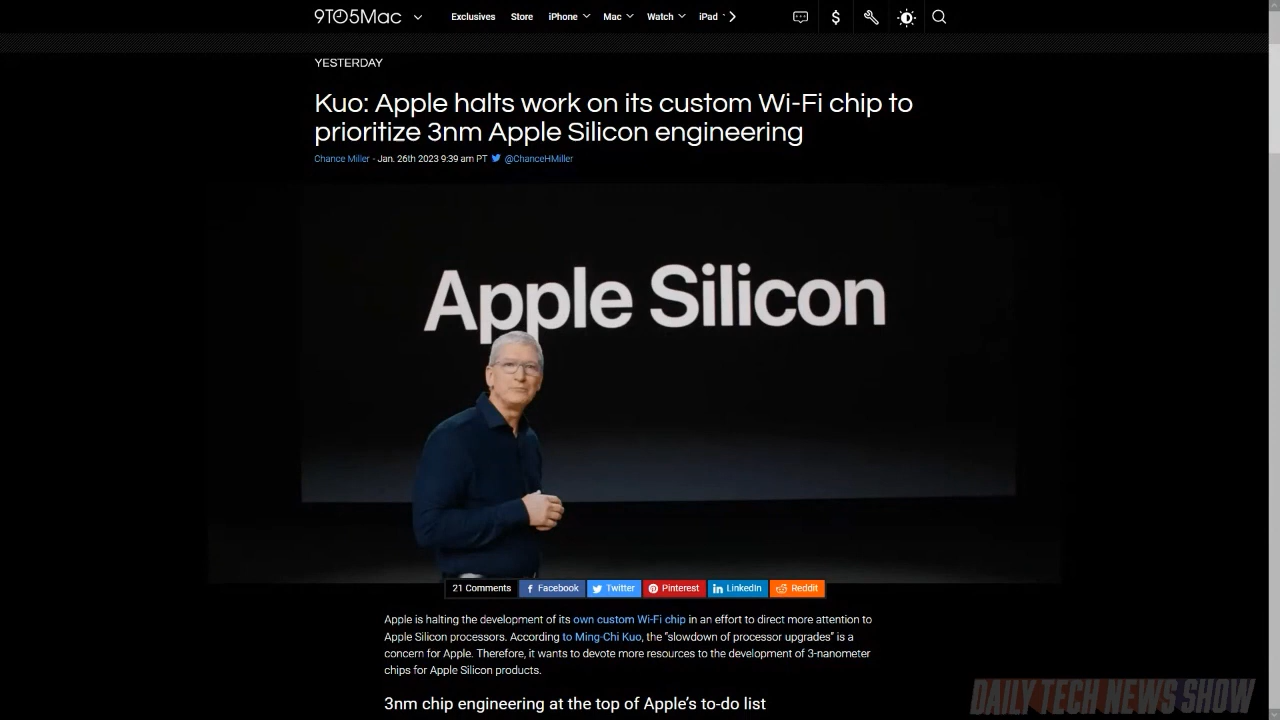 9TO5Mac
Exclusives Store iPhone Mac Watch iPad
YESTERDAY
Kuo: Apple halts work on its custom Wi-Fi chip to
prioritize 3nm Apple Silicon engineering
Chance Miller - Jan. 26th 2023 9:39 am PT @ChanceHMiller
Apple Silicon
21 Comments Facebook Twitter Pinterest LinkedIn Reddit
Apple is halting the development of its own custom Wi-Fi chip in an effort to direct more attention to
Apple Silicon processors. According to Ming-Chi Kuo, the “slowdown of processor upgrades” is a
concern for Apple. Therefore, it wants to devote more resources to the development of 3-nanometer
chips for Apple Silicon products.
3nm chip engineering at the top of Apple’s to-do list
DAILY TECH NEWS SHOW